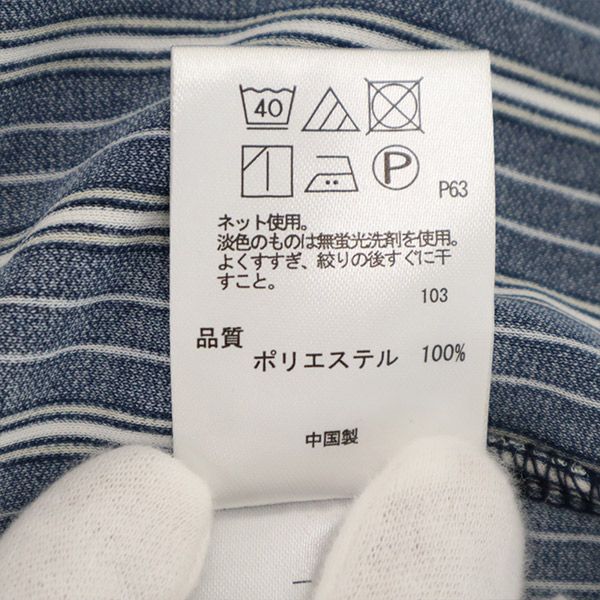 40
P
P63
ネット使用。
淡色のものは無蛍光洗剤を使用。
よくすすぎ、絞りの後すぐに干
すこと。
103
品質
ポリエステル 100%
中国製